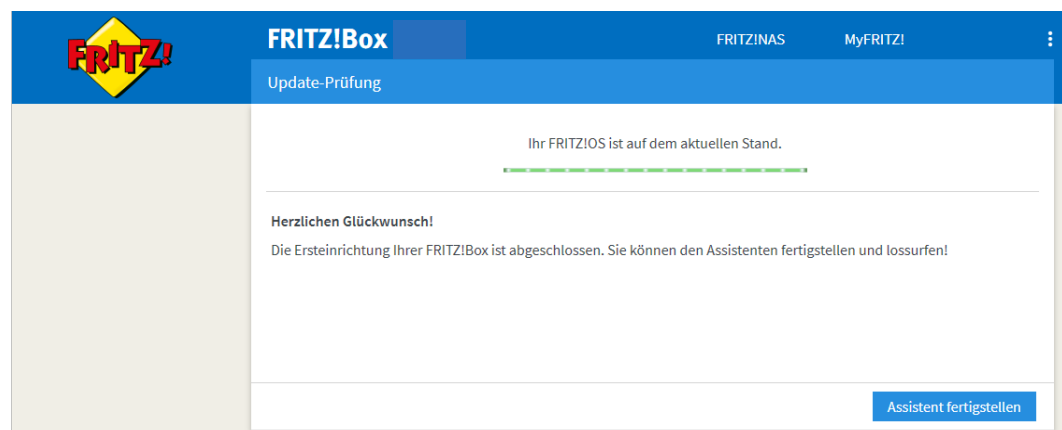 FRITZ!
FRITZ!Box
FRITZ!NAS
MyFRITZ!
Update-Prüfung
Ihr FRITZ!OS ist auf dem aktuellen Stand.
Herzlichen Glückwunsch!
Die Ersteinrichtung Ihrer FRITZ!Box ist abgeschlossen. Sie können den Assistenten fertigstellen und lossurfen!
Assistent fertigstellen